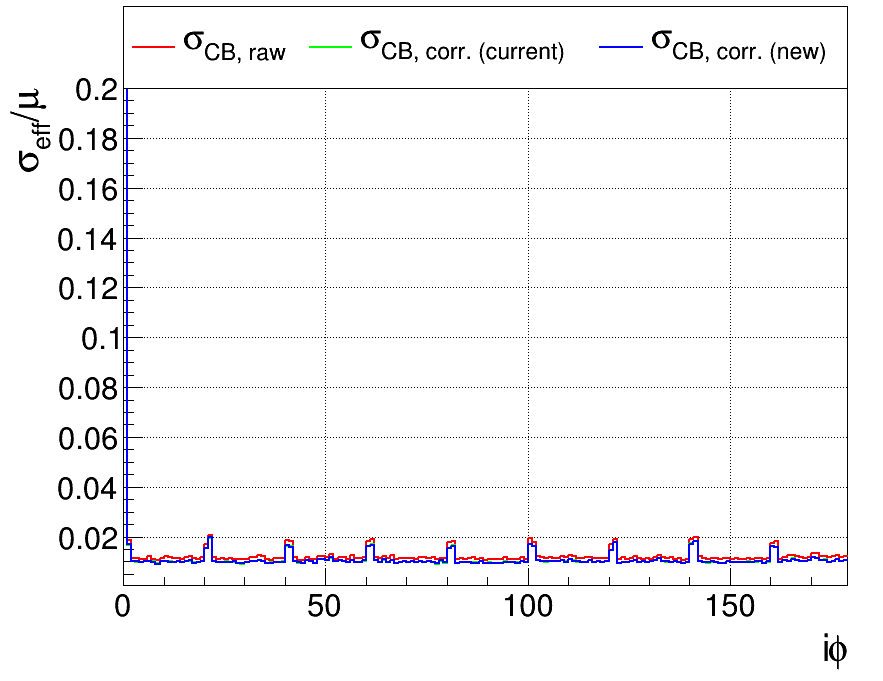 σCB, raw σCB, corr. (current) σCB, corr. (new)
σeff/μ
0.2
0.18
0.16
0.14
0.12
0.1
0.08
0.06
0.04
0.02
0 50 100 150
iϕ